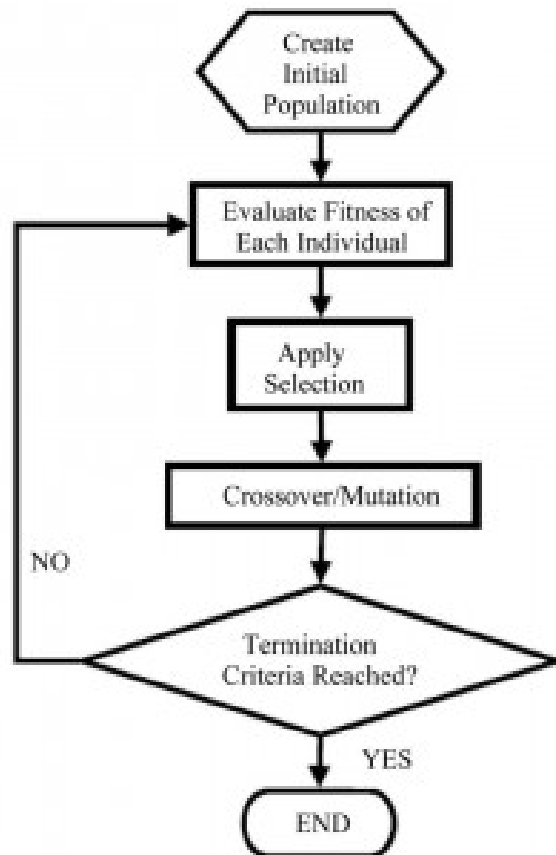 Create
Initial
Population
Evaluate Fitness of
Each Individual
Apply
Selection
Crossover/Mutation
NO
Termination
Criteria Reached?
YES
END